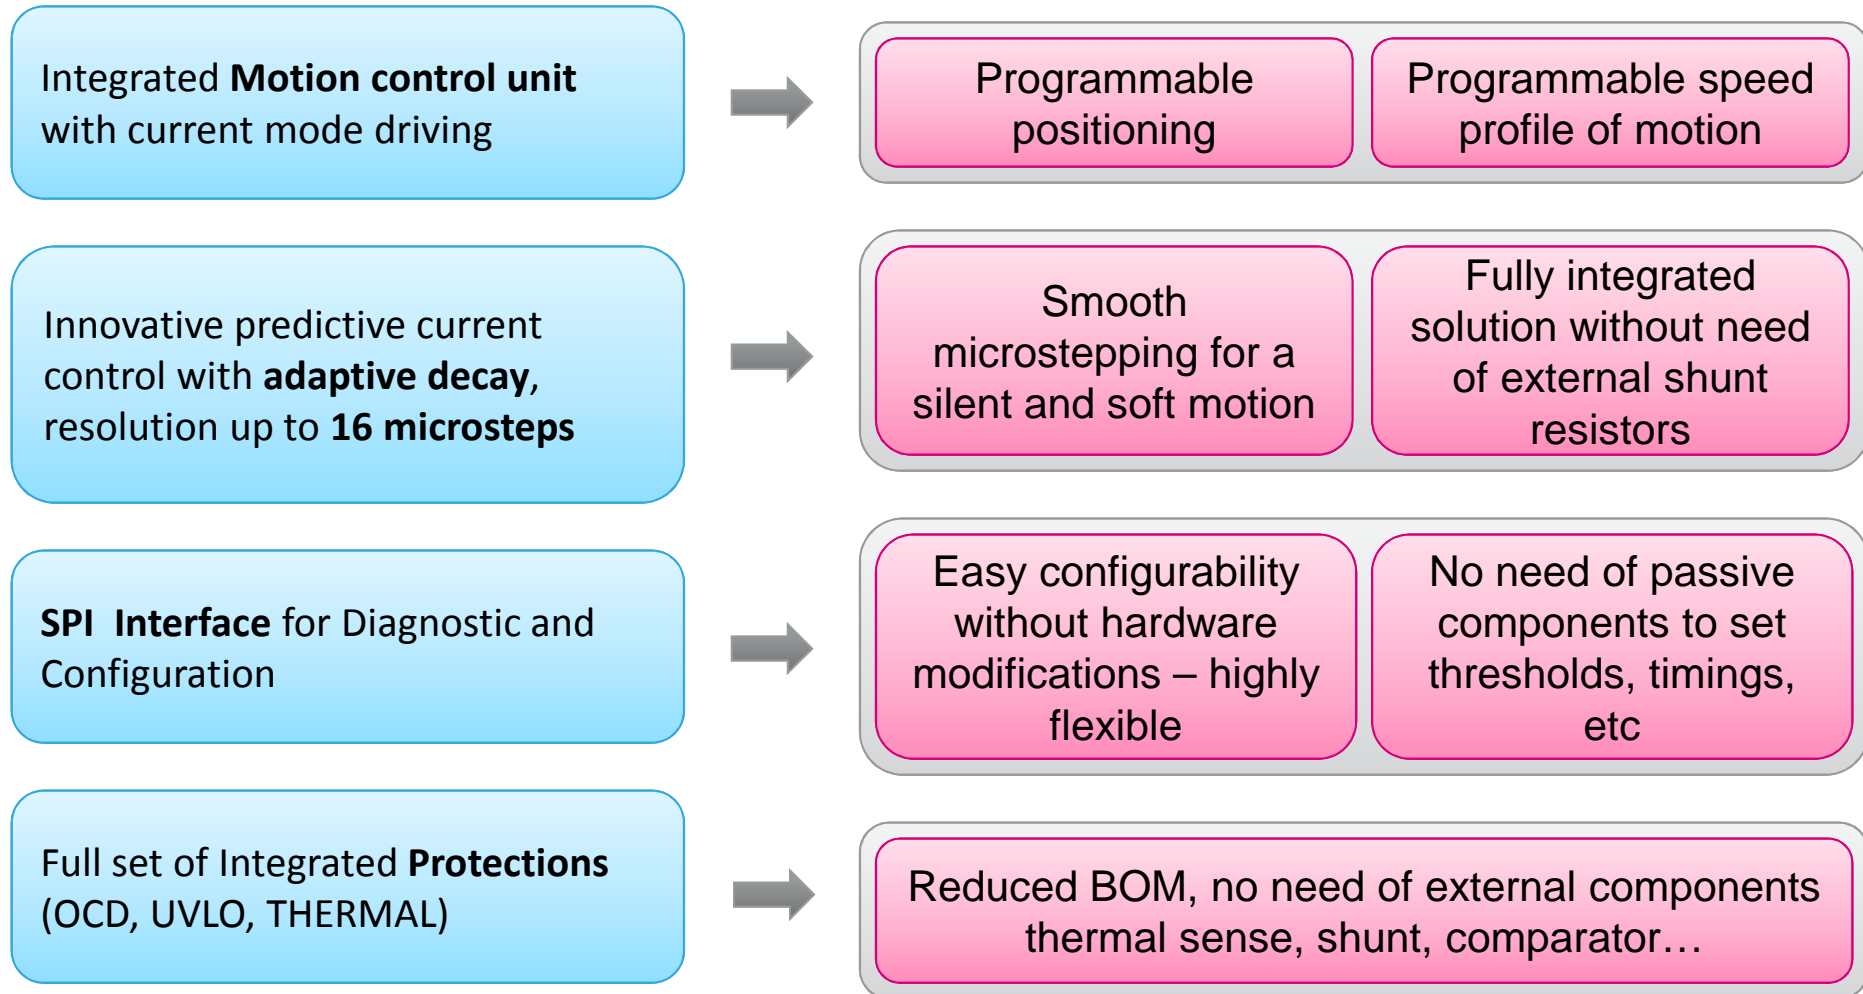 Integrated Motion control unit
with current mode driving
Programmable
positioning
Programmable speed
profile of motion
Innovative predictive current
control with adaptive decay,
resolution up to 16 microsteps
Smooth
microstepping for a
silent and soft motion
Fully integrated
solution without need
of external shunt
resistors
SPI  Interface for Diagnostic and
Configuration
Easy configurability
without hardware
modifications – highly
flexible
No need of passive
components to set
thresholds, timings,
etc
Full set of Integrated Protections
(OCD, UVLO, THERMAL)
Reduced BOM, no need of external components
thermal sense, shunt, comparator…